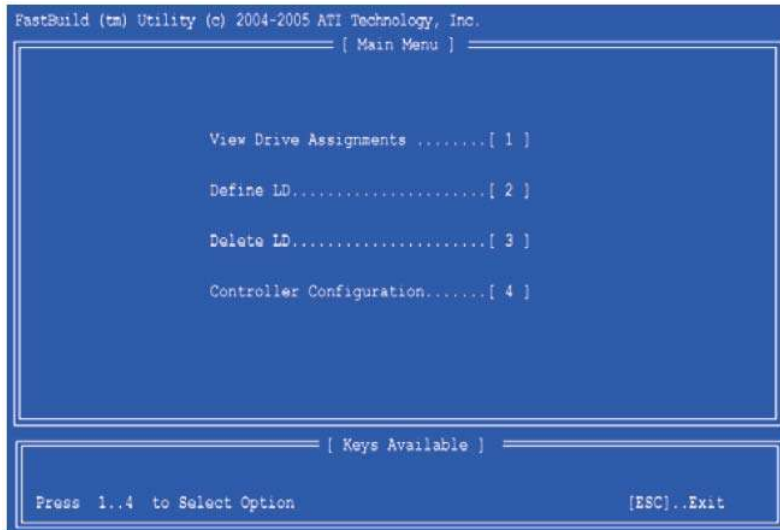 FastBuild (tm) Utility (c) 2004-2005 ATI Technology, Inc.
[ Main Menu ]
View Drive Assignments ........[ 1 ]
Define LD......................[ 2 ]
Delete LD......................[ 3 ]
Controller Configuration.......[ 4 ]
[ Keys Available ]
Press 1..4 to Select Option [ESC]..Exit